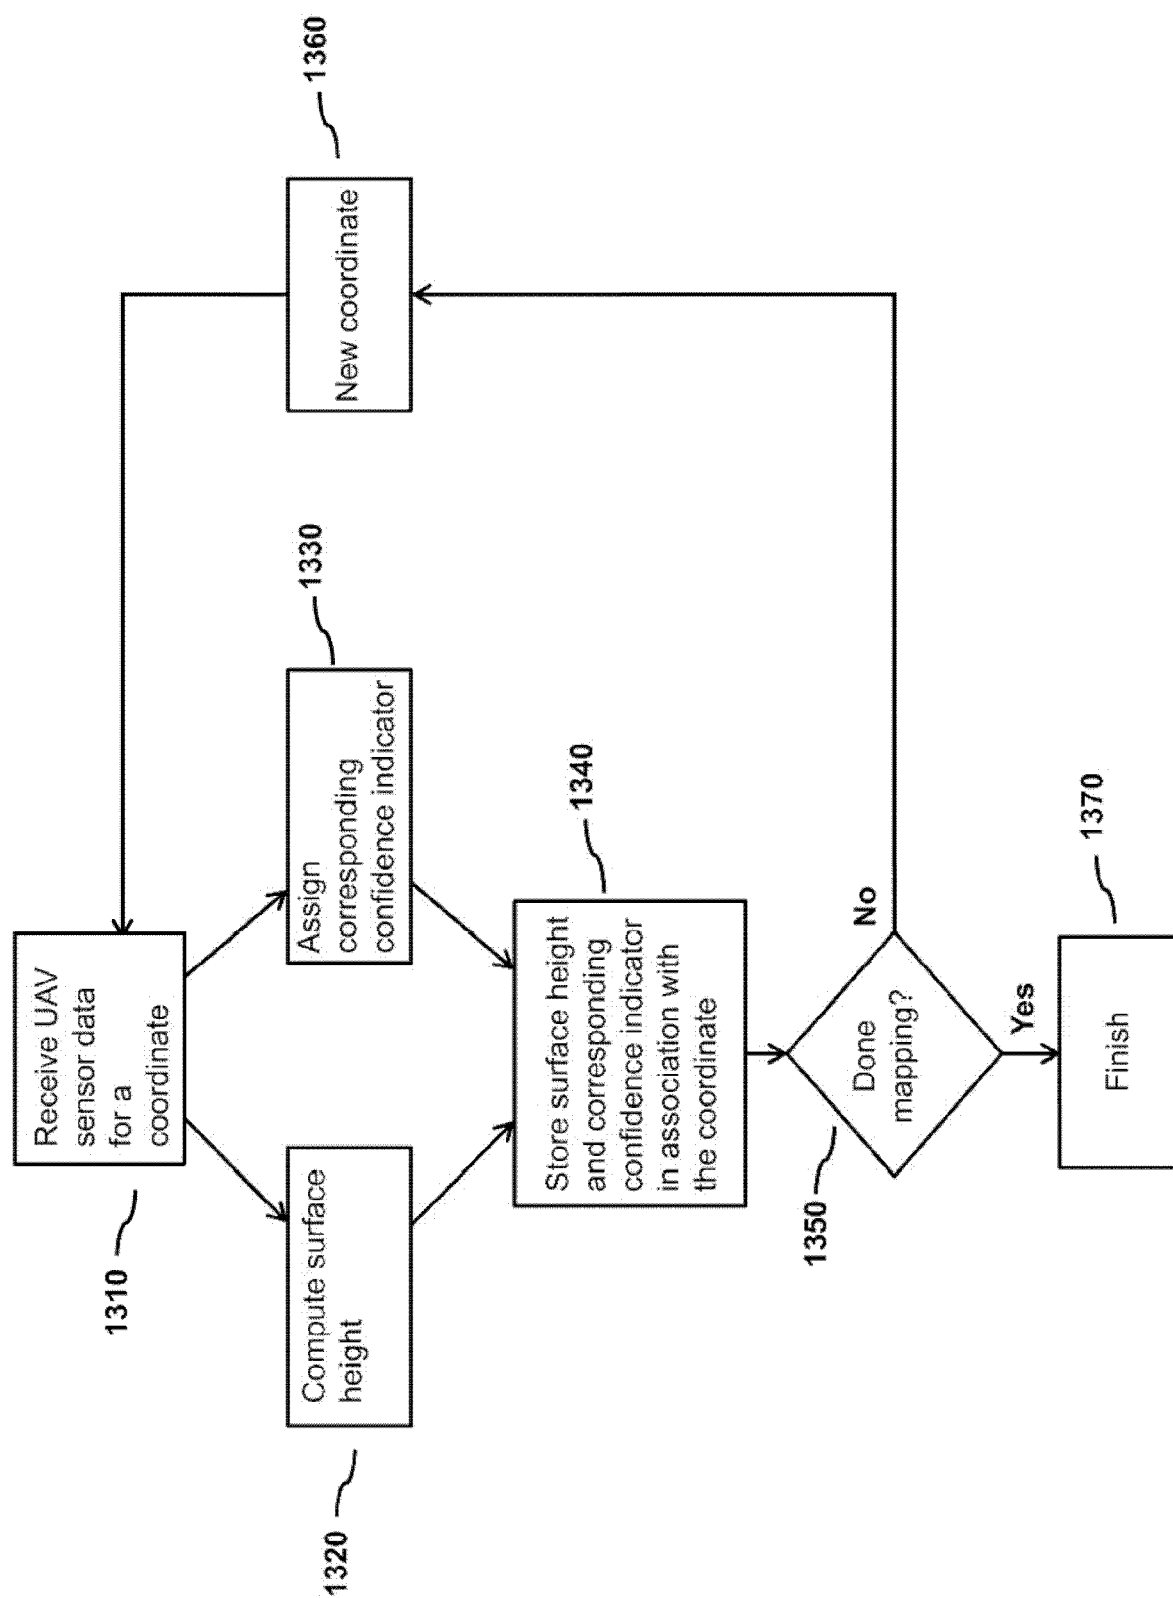 Receive UAV
sensor data
for a
coordinate
1310
Compute surface
height
1320
Assign
corresponding
confidence indicator
1330
New coordinate
1360
Store surface height
and corresponding
confidence indicator
in association with
the coordinate
1340
Done
mapping?
1350
No
Yes
Finish
1370